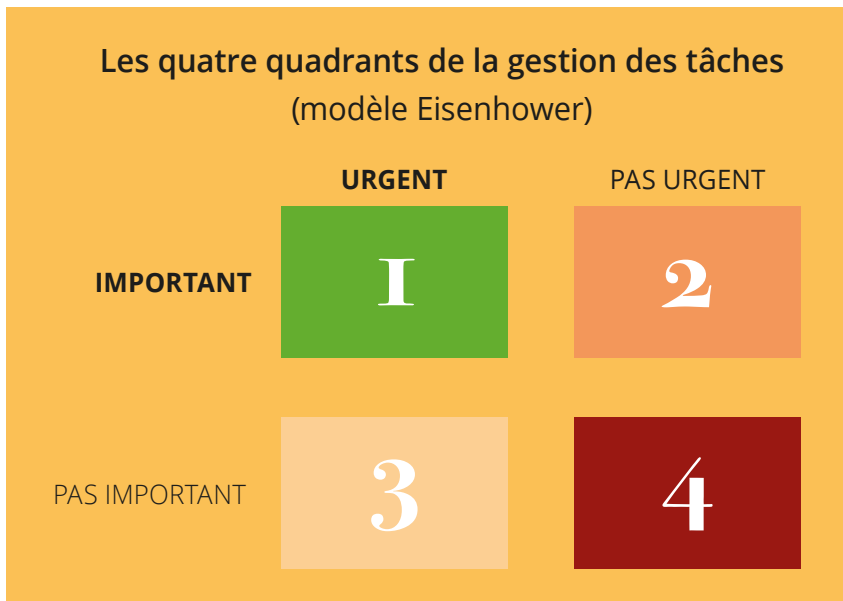 Les quatre quadrants de la gestion des tâches
(modèle Eisenhower)
URGENT PAS URGENT
IMPORTANT 1 2
PAS IMPORTANT 3 4